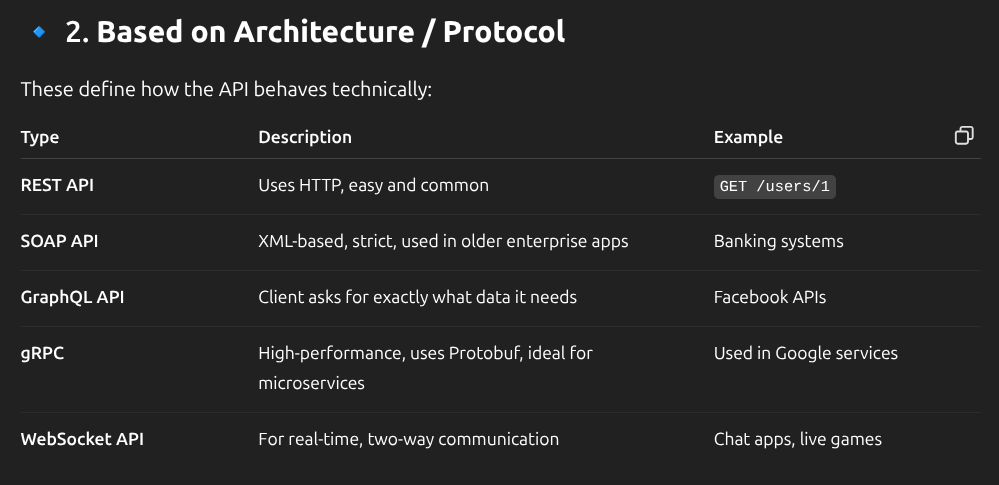 🔹 2. Based on Architecture / Protocol
These define how the API behaves technically:
Type Description Example
REST API Uses HTTP, easy and common GET /users/1
SOAP API XML-based, strict, used in older enterprise apps Banking systems
GraphQL API Client asks for exactly what data it needs Facebook APIs
gRPC High-performance, uses Protobuf, ideal for Used in Google services
microservices
WebSocket API For real-time, two-way communication Chat apps, live games